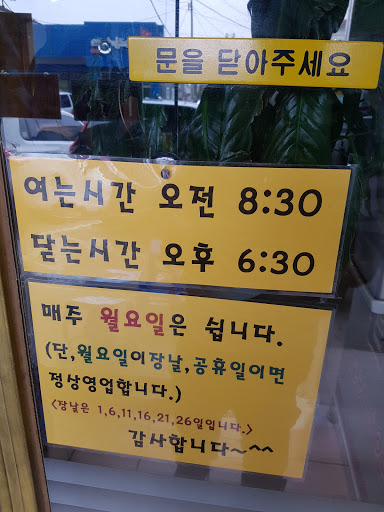 문을 닫아주세요
여는시간 오전 8:30
닫는시간 오후 6:30
매주 월요일은 쉽니다.
(단,월요일이장날,공휴일이면
정상영업합니다.)
<장날은 1,6,11,16,21,26일입니다.>
감사합니다~^^